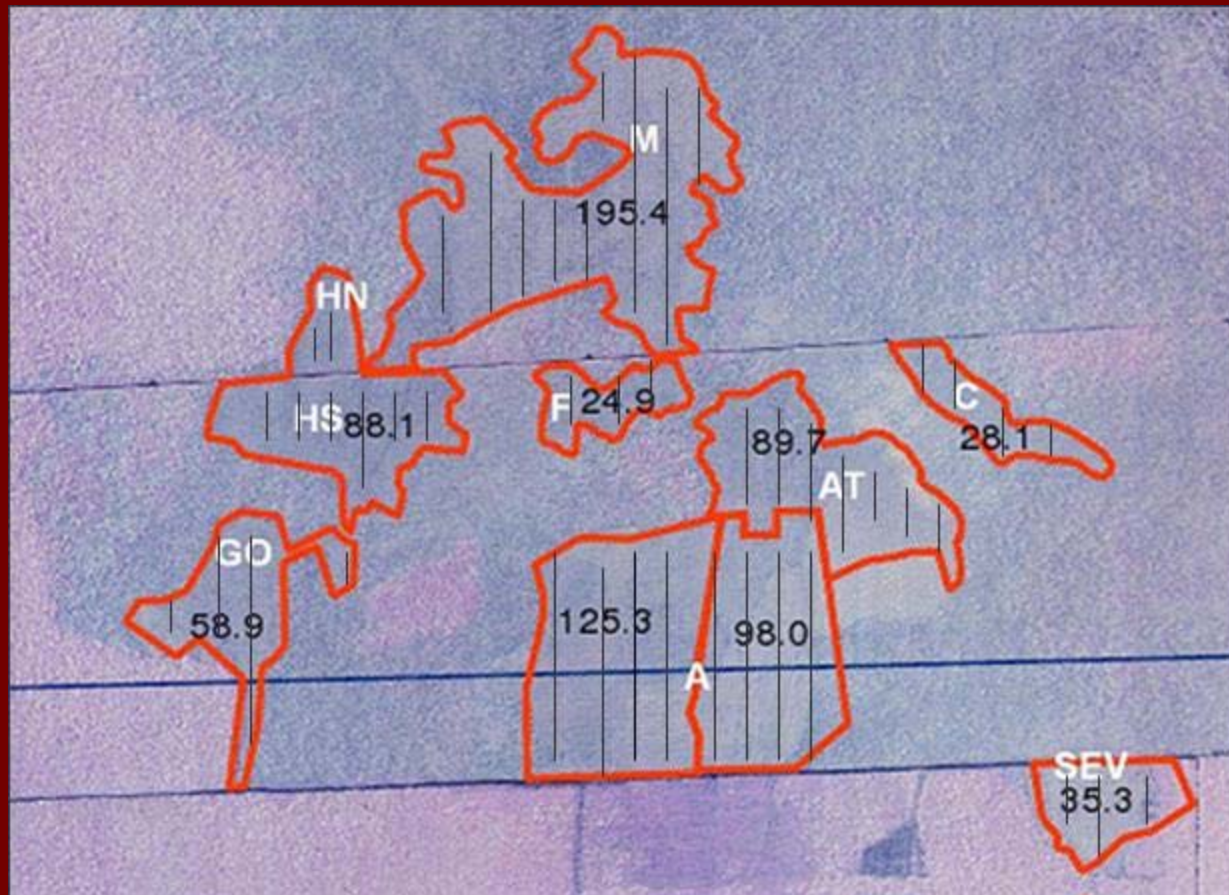 M
195.4
HN
C
F 24.9
HS 88.1
28.1
89.7
AT
GO
125.3
58.9
98.0
A
SEV
35.3